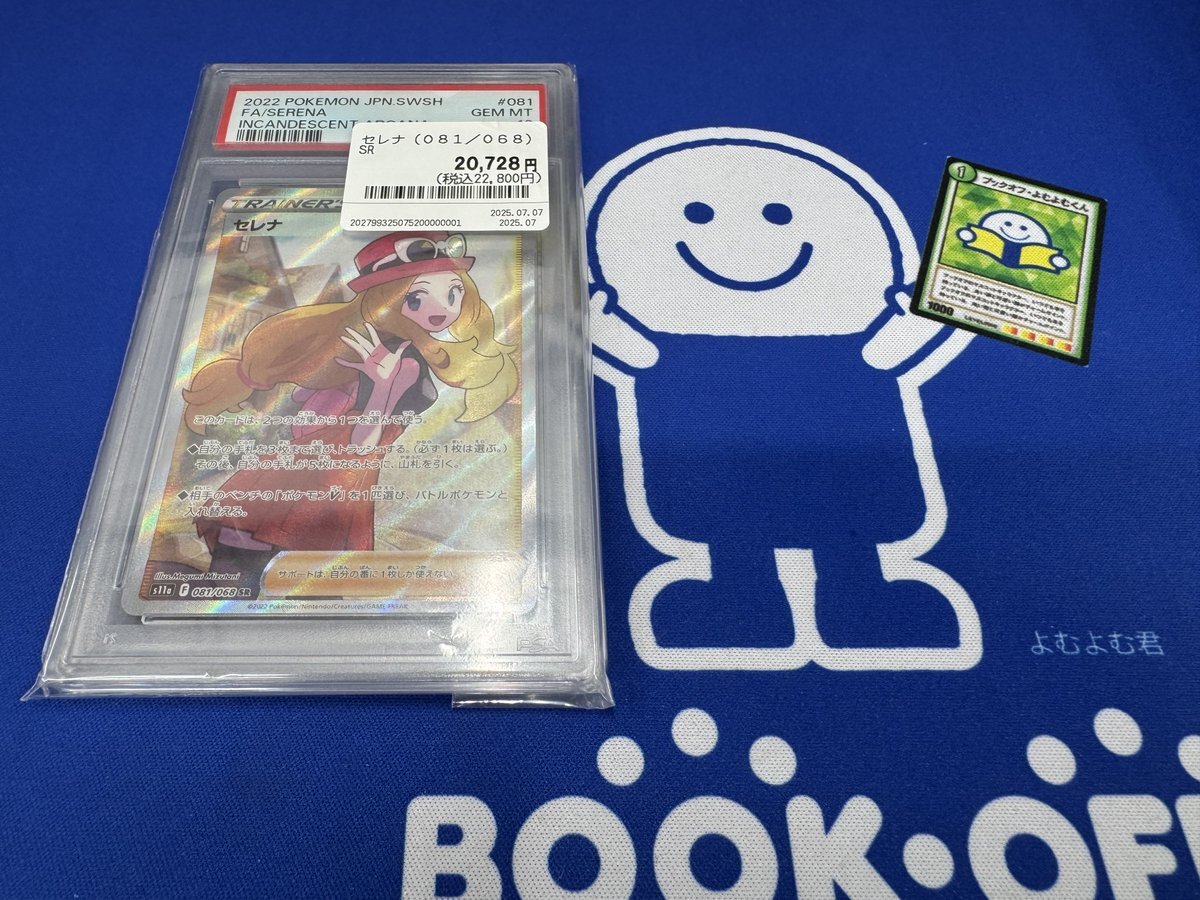 2022 POKEMON JPN.SWSH
#081
FA/SERENA
GEM MT
INCANDESCENT ARCANA
セレナ(081/068)
SR
20,728円
(税込22,800円)
2025.07.07
2027993250752000000001
2025.07
TRAINER'S
セレナ
このカードは、2つの効果から1つを選んで使う。
◆自分の手札を3枚まで選び、トラッシュする。(必ず1枚は選ぶ。)
その後、自分の手札が5枚になるように、山札を引く。
◆相手のベンチの「ポケモンV」を1匹選び、バトルポケモンと
入れ替える。
サポートは、自分の番に1枚しか使えない
Illus.Megumi Mizutani
s11a F 081/068 SR
©2022 Pokémon/Nintendo/Creatures/GAME FREAK
1
ブックオフ・よむよむくん
1000
よむよむ君
BOOK・OFF